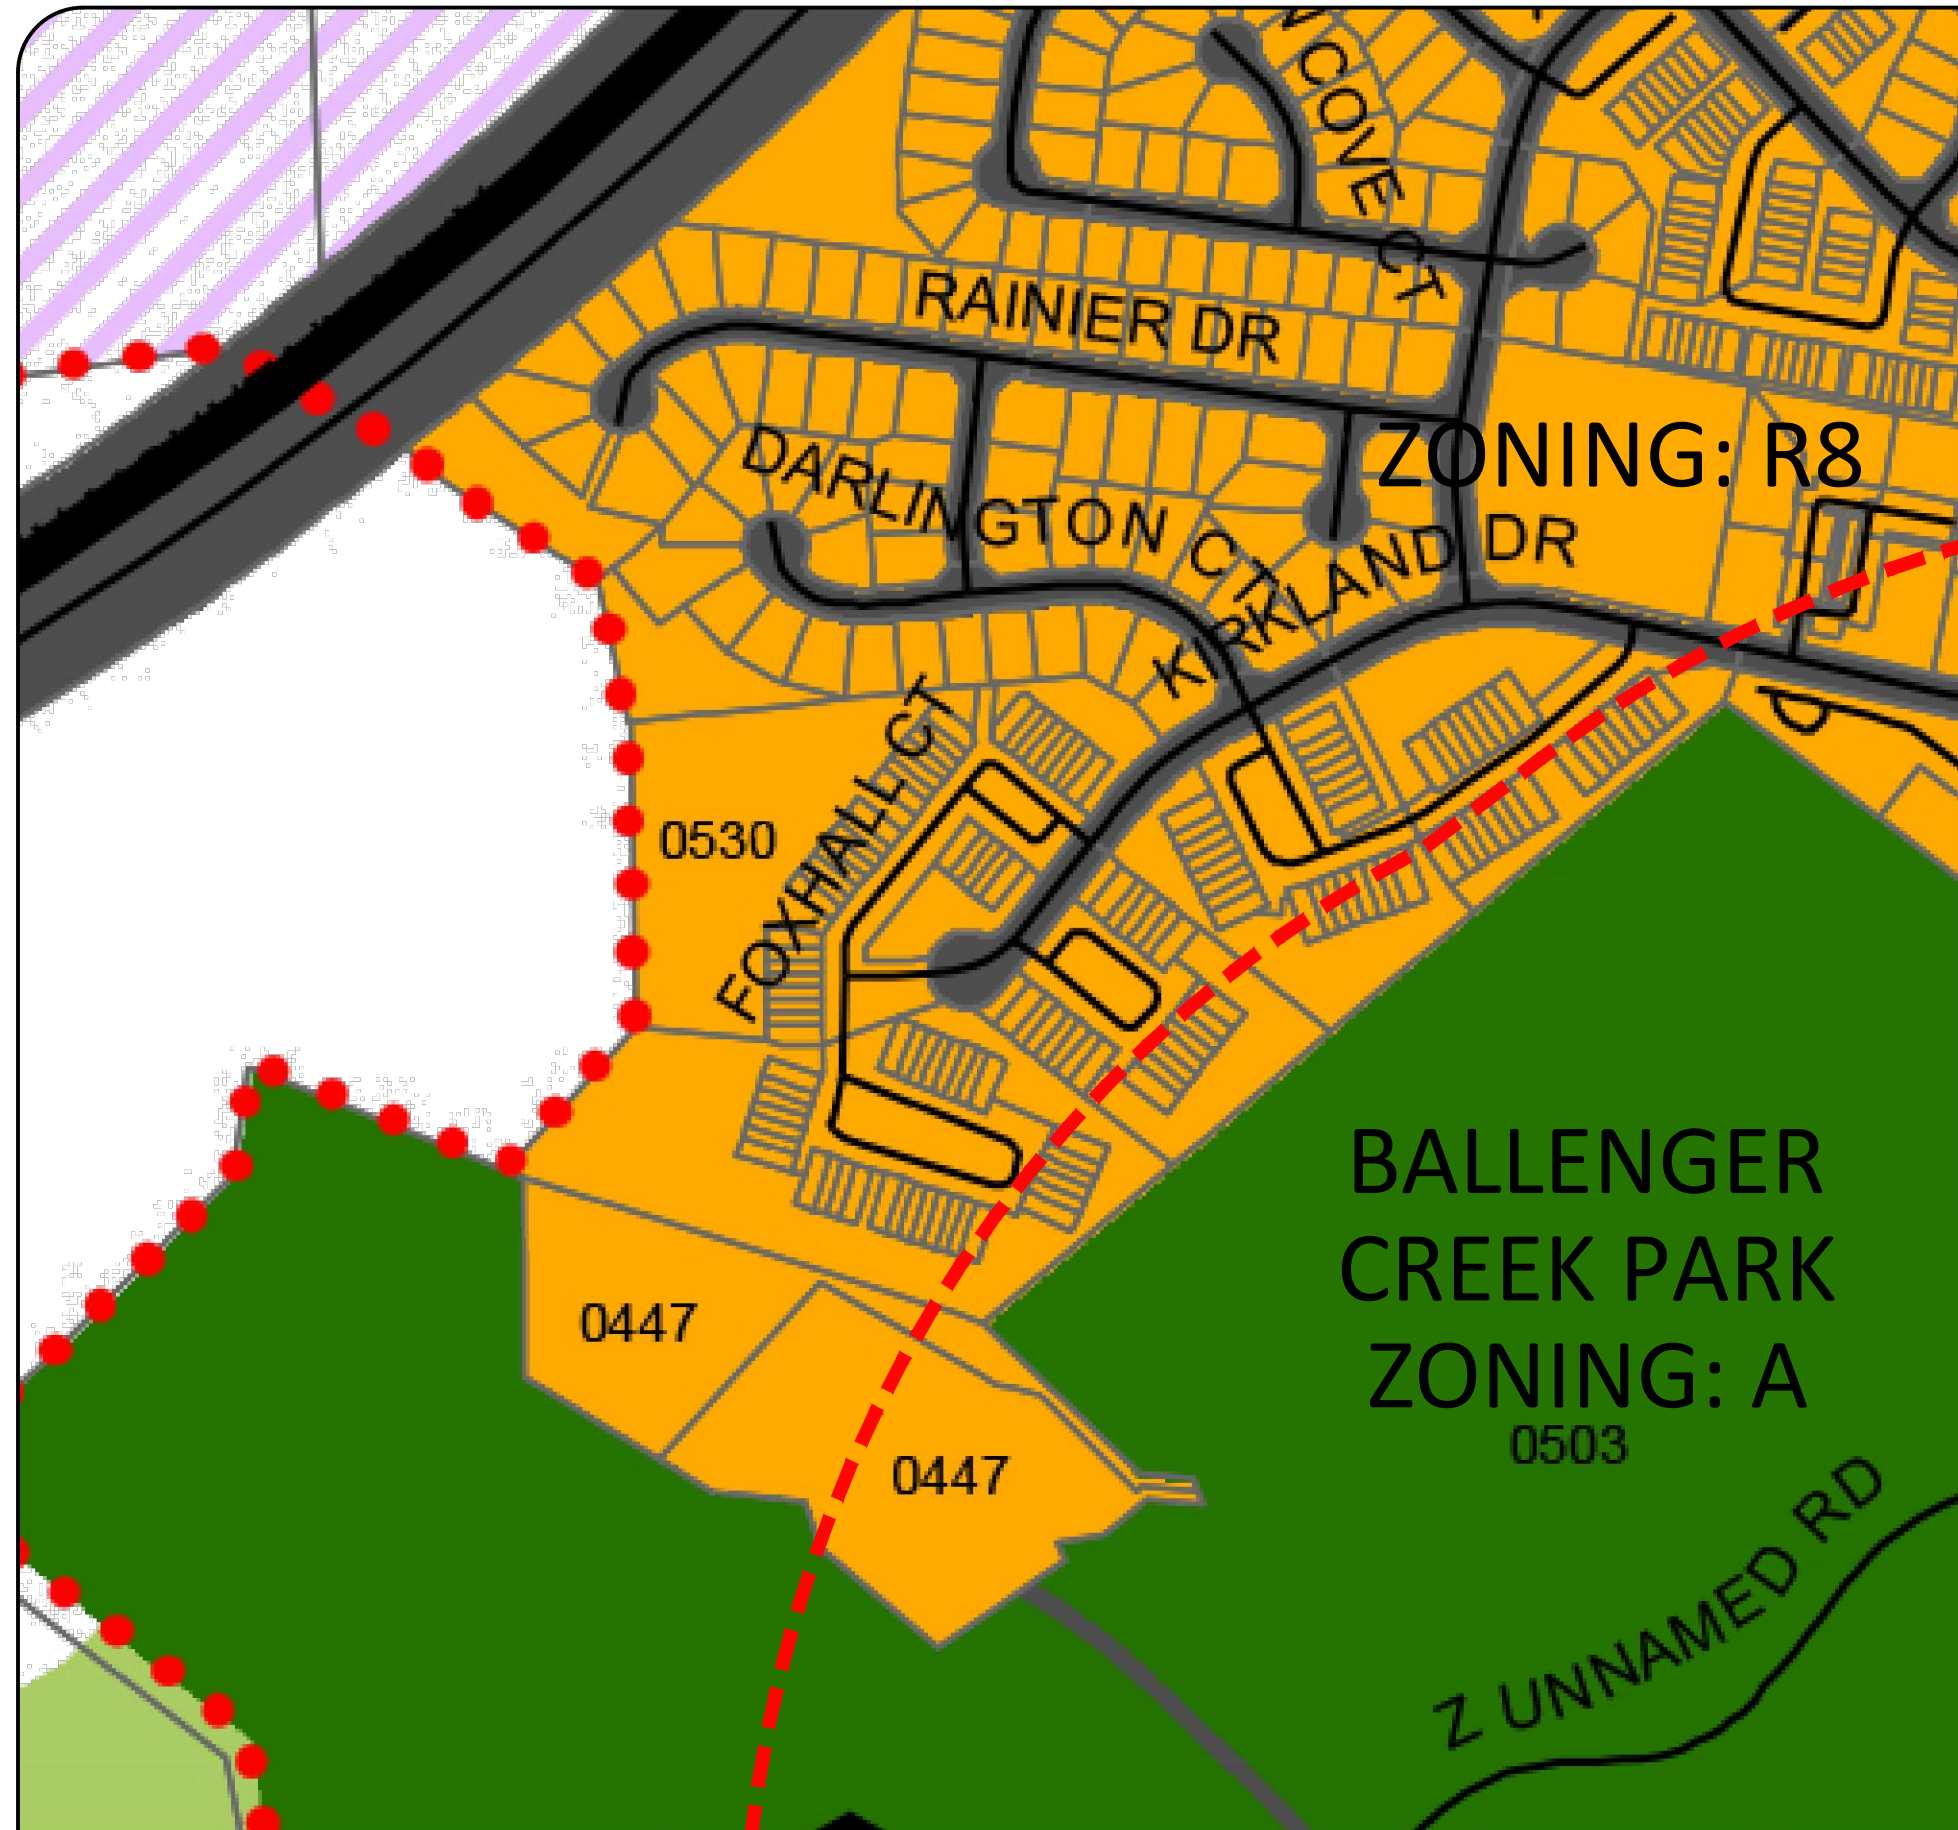 N COVE CT
RAINIER DR
ZONING: R8
DARLINGTON CT
KIRKLAND DR
FOXHALL CT
0530
BALLENGER
CREEK PARK
ZONING: A
0447
0503
0447
Z UNNAMED RD